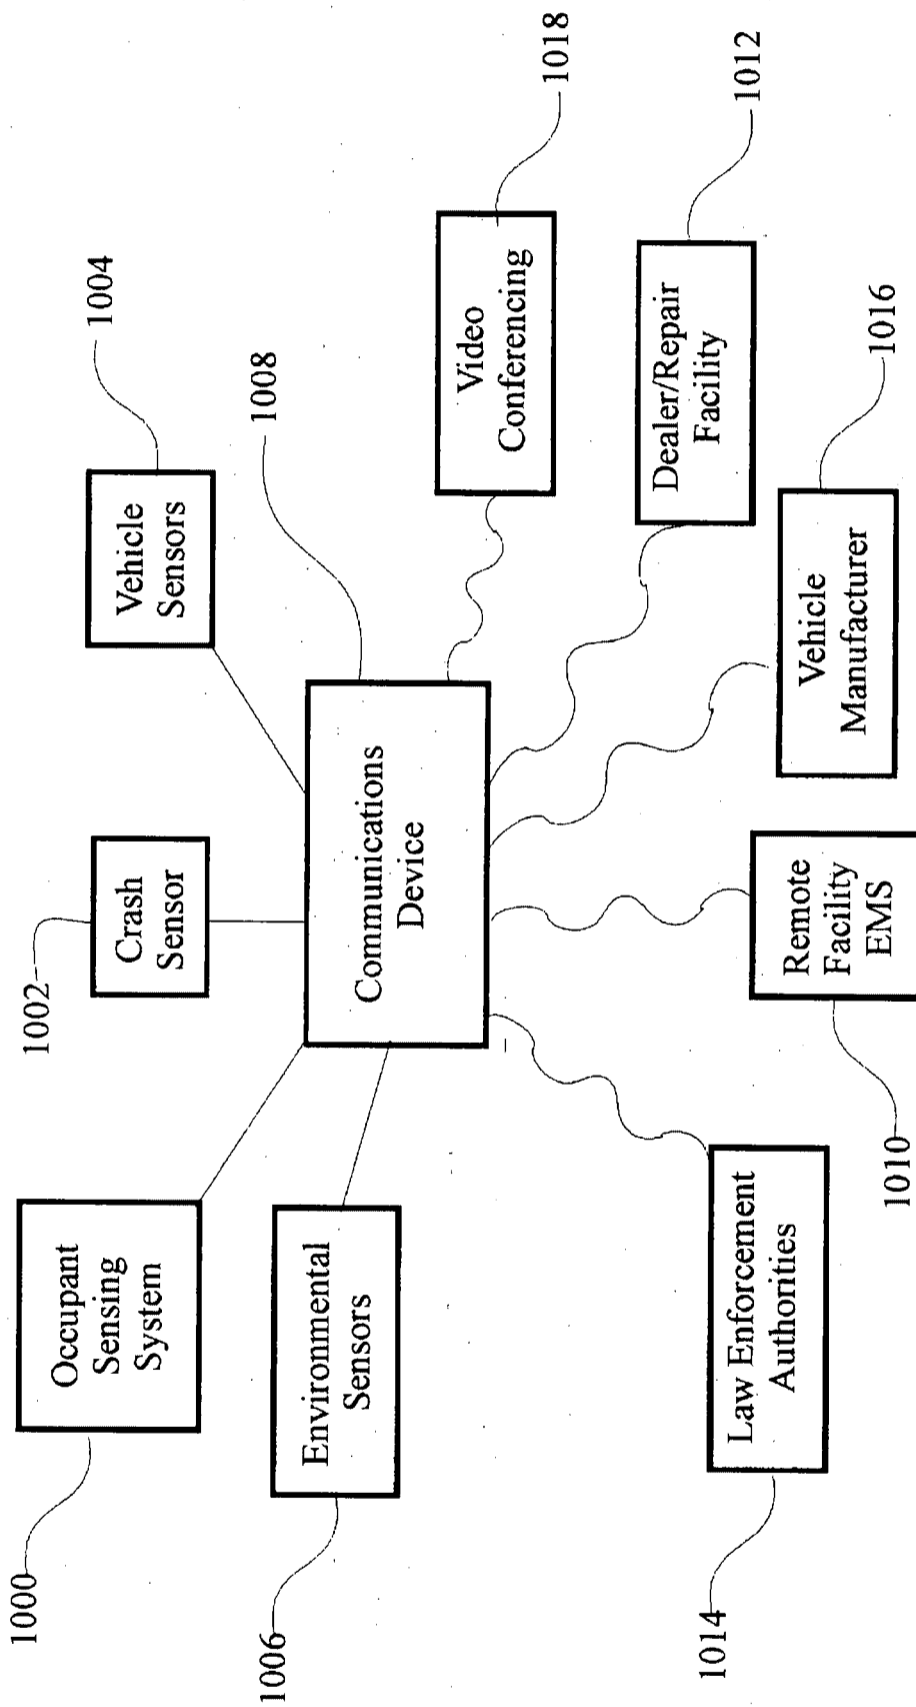 1000
Occupant
Sensing
System
1002
Crash
Sensor
Vehicle
Sensors
1004
1006
Environmental
Sensors
Communications
Device
1008
Video
Conferencing
1018
Dealer/Repair
Facility
1012
Vehicle
Manufacturer
1016
Remote
Facility
EMS
1010
Law Enforcement
Authorities
1014